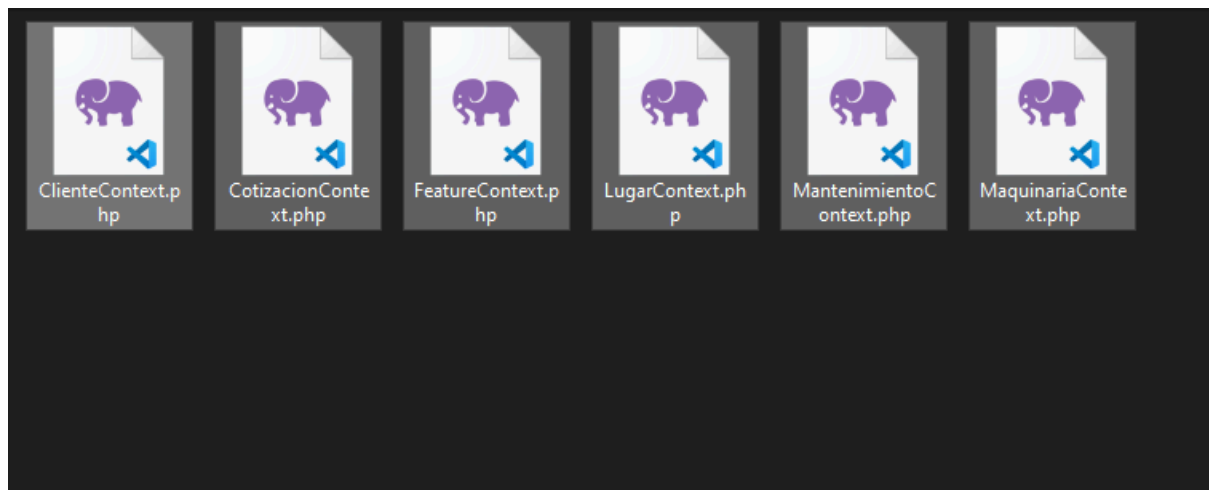 ClienteContext.p
hp
CotizacionConte
xt.php
FeatureContext.p
hp
LugarContext.ph
p
MantenimientoC
ontext.php
MaquinariaConte
xt.php